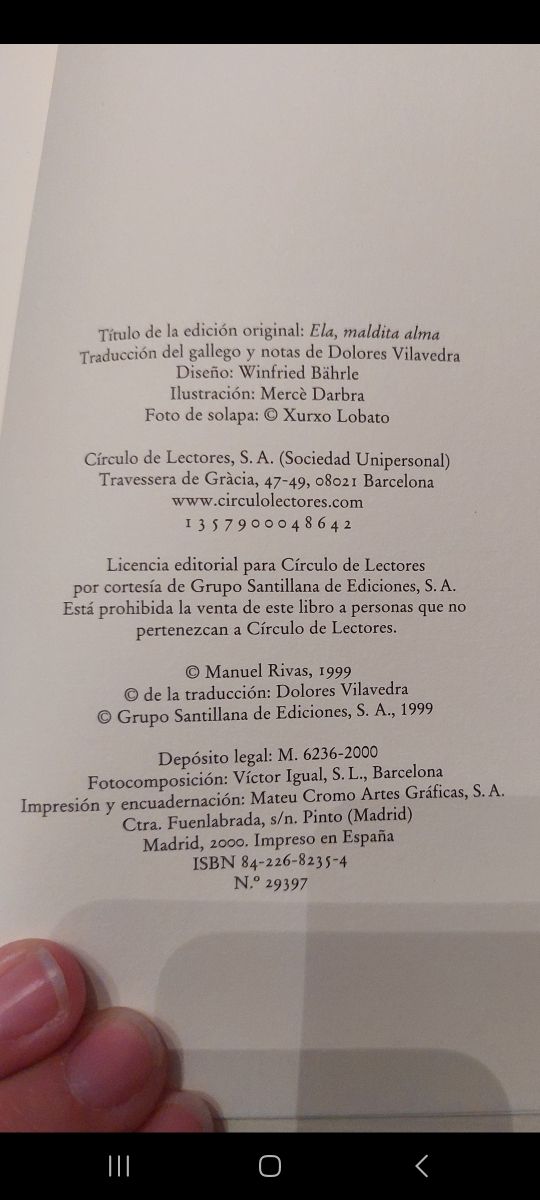 Título de la edición original: Ela, maldita alma
Traducción del gallego y notas de Dolores Vilavedra
Diseño: Winfried Bährle
Ilustración: Mercè Darbra
Foto de solapa: © Xurxo Lobato
Círculo de Lectores, S. A. (Sociedad Unipersonal)
Travessera de Gràcia, 47-49, 08021 Barcelona
www.circulolectores.com
1 3 5 7 9 0 0 0 4 8 6 4 2
Licencia editorial para Círculo de Lectores
por cortesía de Grupo Santillana de Ediciones, S. A.
Está prohibida la venta de este libro a personas que no
pertenezcan a Círculo de Lectores.
© Manuel Rivas, 1999
© de la traducción: Dolores Vilavedra
© Grupo Santillana de Ediciones, S. A., 1999
Depósito legal: M. 6236-2000
Fotocomposición: Víctor Igual, S. L., Barcelona
Impresión y encuadernación: Mateu Cromo Artes Gráficas, S. A.
Ctra. Fuenlabrada, s/n. Pinto (Madrid)
Madrid, 2000. Impreso en España
ISBN 84-226-8235-4
N.º 29397